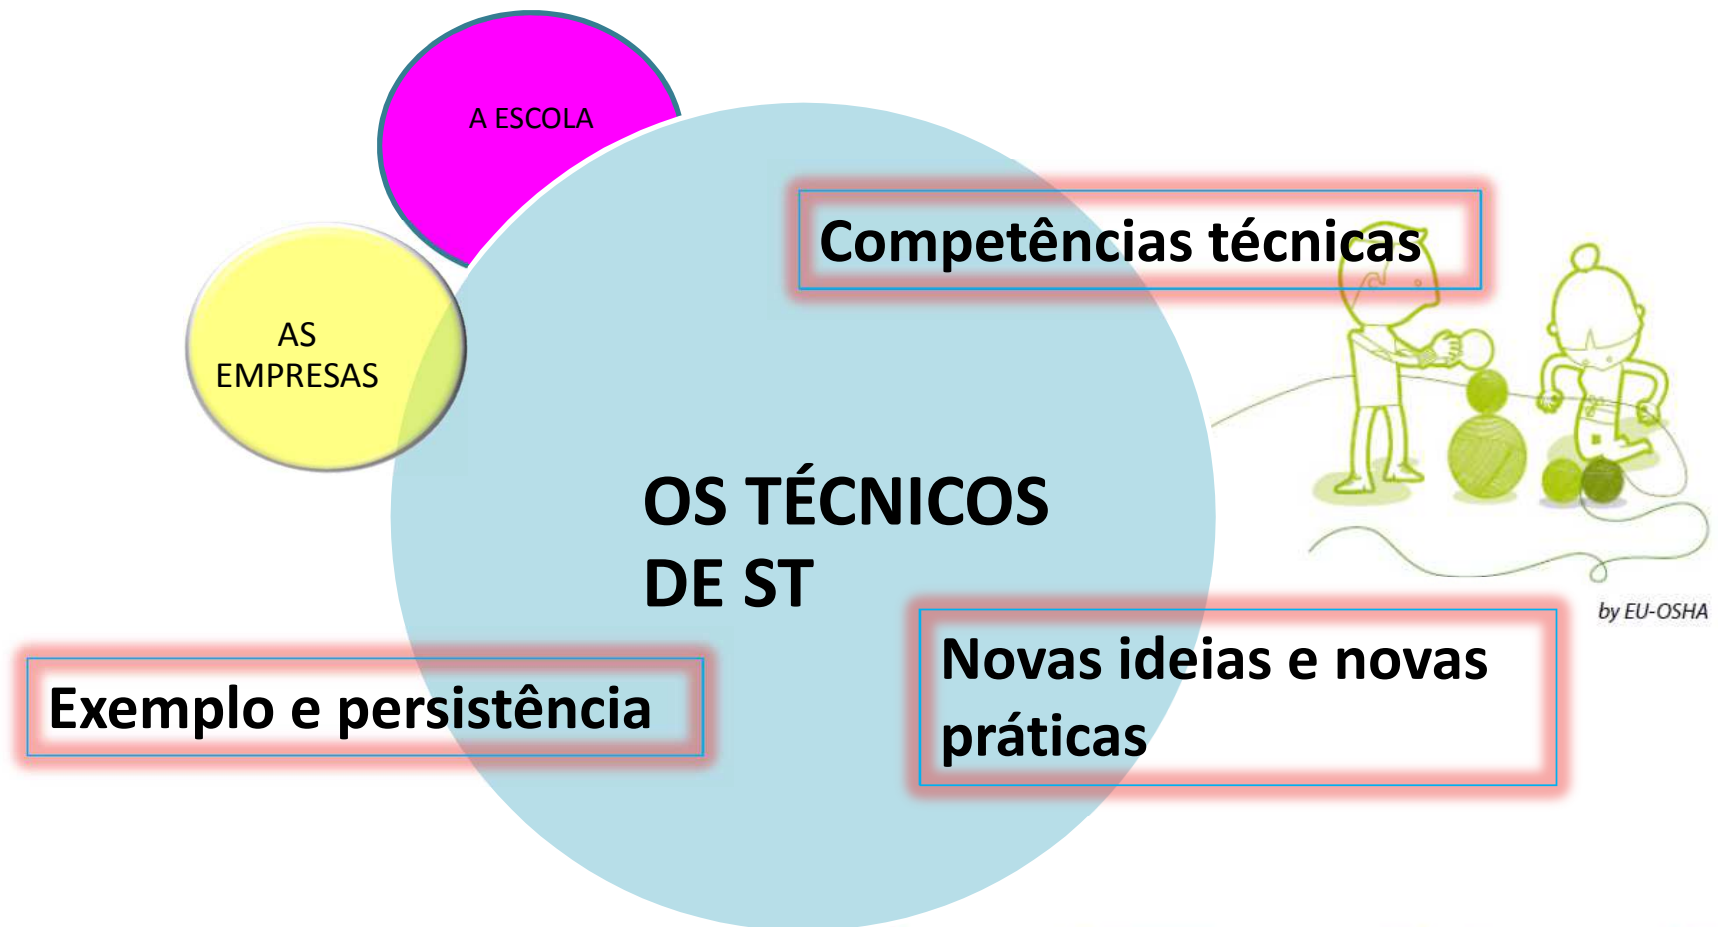 A ESCOLA
Competências técnicas
AS
EMPRESAS
OS TÉCNICOS
DE ST
by EU-OSHA
Novas ideias e novas
práticas
Exemplo e persistência